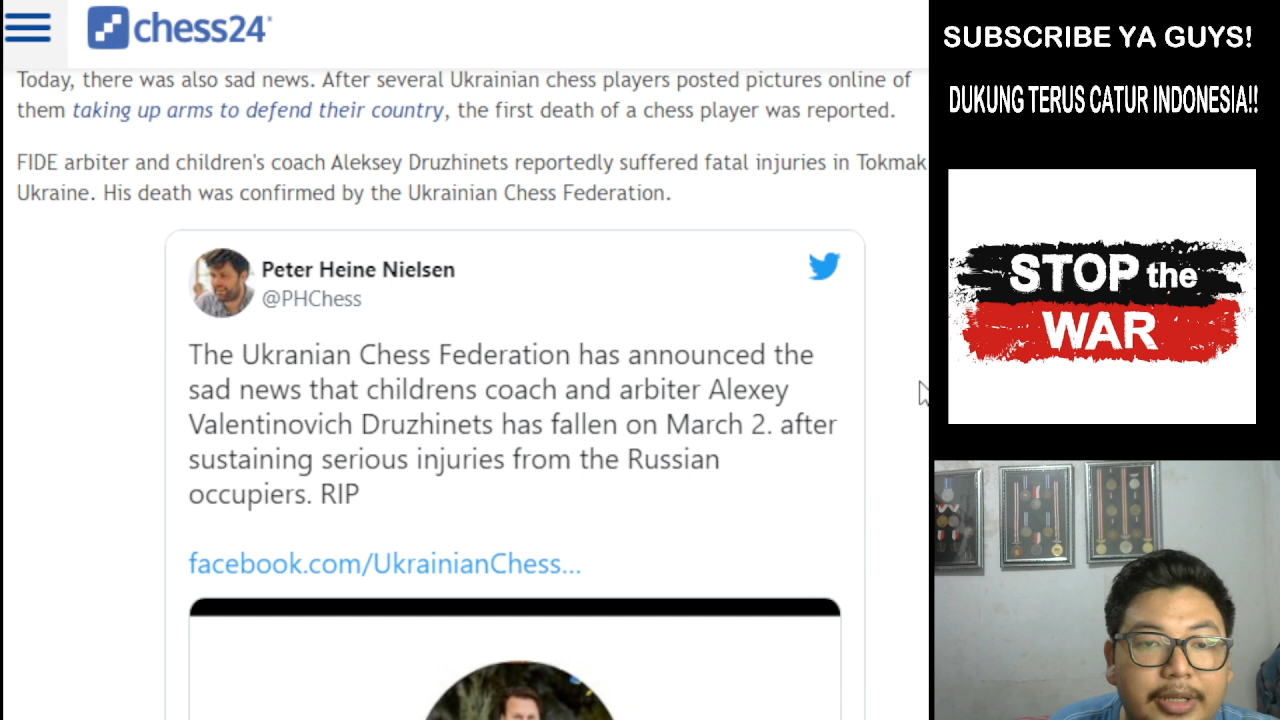 chess24
SUBSCRIBE YA GUYS!
DUKUNG TERUS CATUR INDONESIA!!
Today, there was also sad news. After several Ukrainian chess players posted pictures online of
them taking up arms to defend their country, the first death of a chess player was reported.
FIDE arbiter and children's coach Aleksey Druzhinets reportedly suffered fatal injuries in Tokmak
Ukraine. His death was confirmed by the Ukrainian Chess Federation.
Peter Heine Nielsen
@PHChess
The Ukranian Chess Federation has announced the
sad news that childrens coach and arbiter Alexey
Valentinovich Druzhinets has fallen on March 2. after
sustaining serious injuries from the Russian
occupiers. RIP
facebook.com/UkrainianChess...
STOP the
WAR